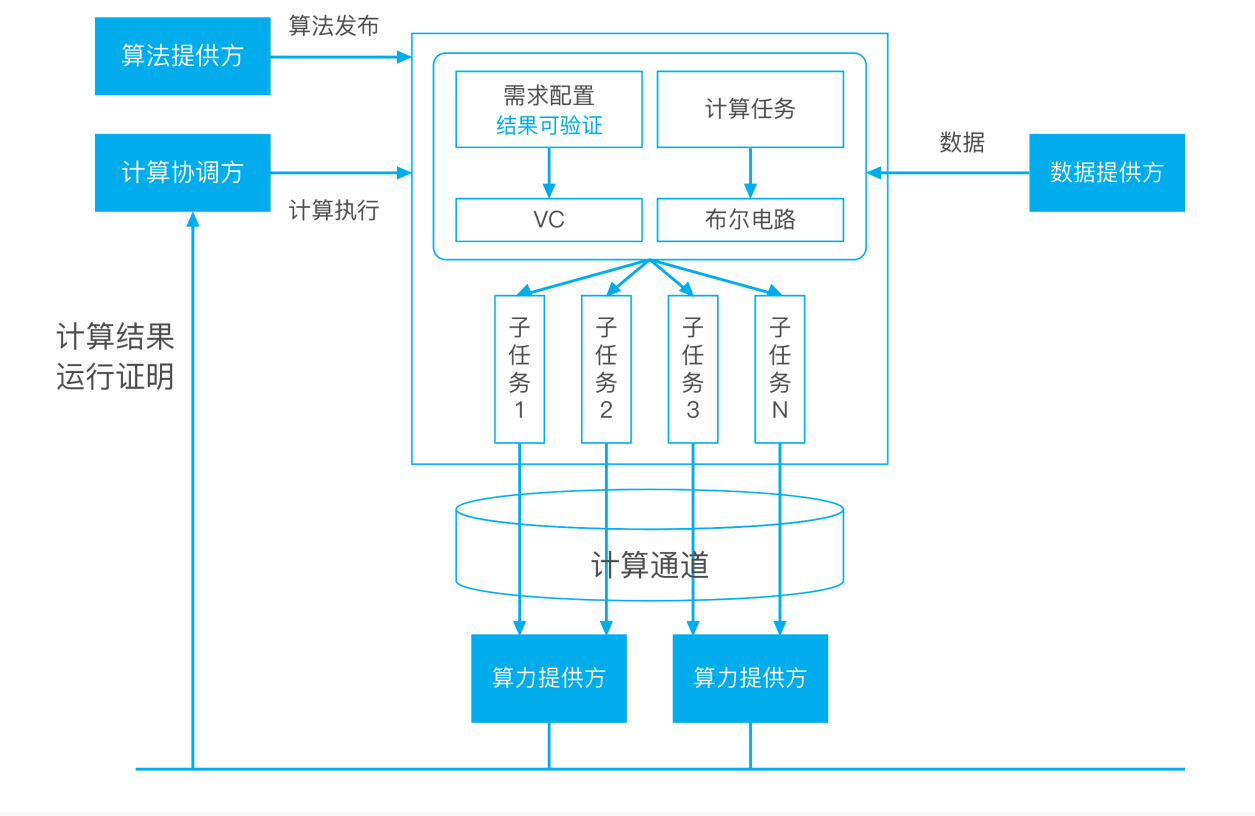 算法提供方
算法发布
计算协调方
计算执行
需求配置
结果可验证
计算任务
VC
布尔电路
数据
数据提供方
子任务1
子任务2
子任务3
子任务N
计算结果
运行证明
计算通道
算力提供方
算力提供方